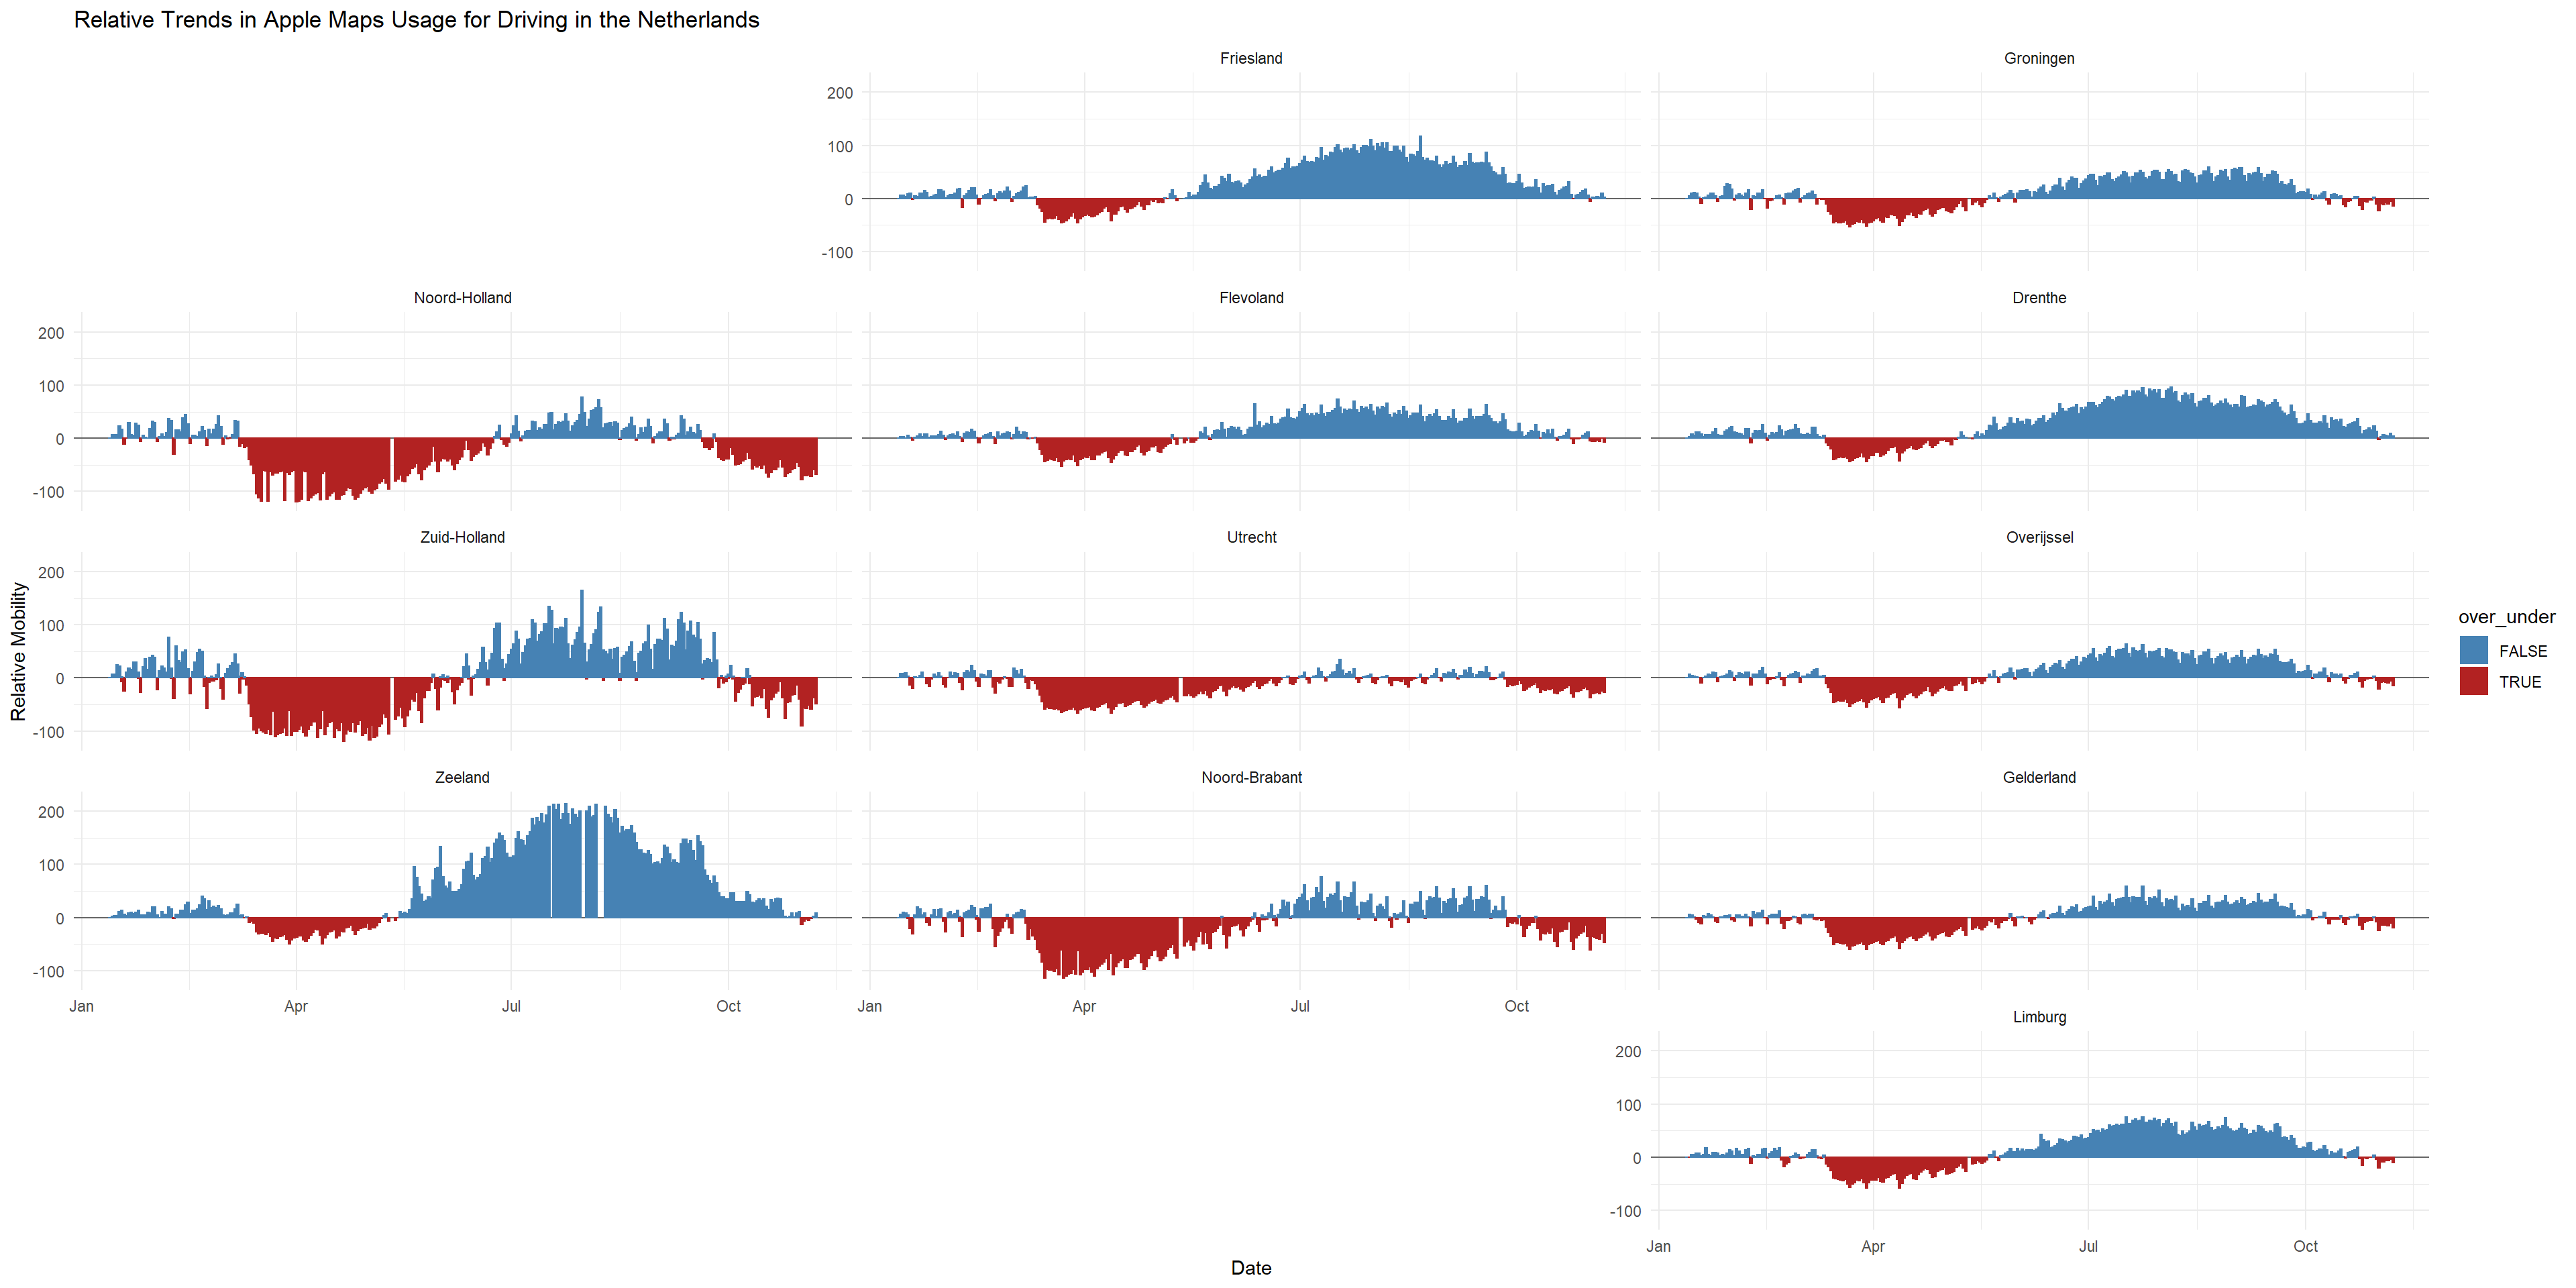 Relative Trends in Apple Maps Usage for Driving in the Netherlands
Friesland
Groningen
200
100
0
-100
Noord-Holland
Flevoland
Drenthe
200
100
0
-100
Zuid-Holland
Utrecht
Overijssel
200
100
0
-100
Relative Mobility
over_under
FALSE
TRUE
Zeeland
Noord-Brabant
Gelderland
200
100
0
-100
Jan Apr Jul Oct
Jan Apr Jul Oct
Limburg
200
100
0
-100
Jan Apr Jul Oct
Date